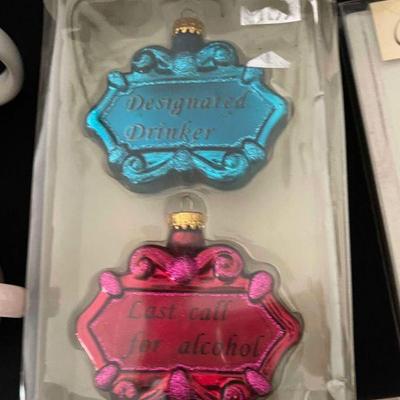 Designated
Drinker
Last call
for alcohol